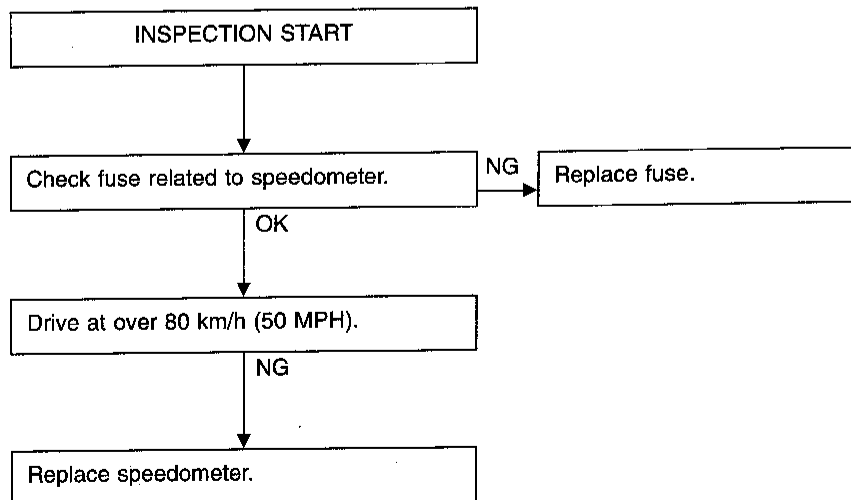 INSPECTION START
Check fuse related to speedometer.
NG
Replace fuse.
OK
Drive at over 80 km/h (50 MPH).
NG
Replace speedometer.